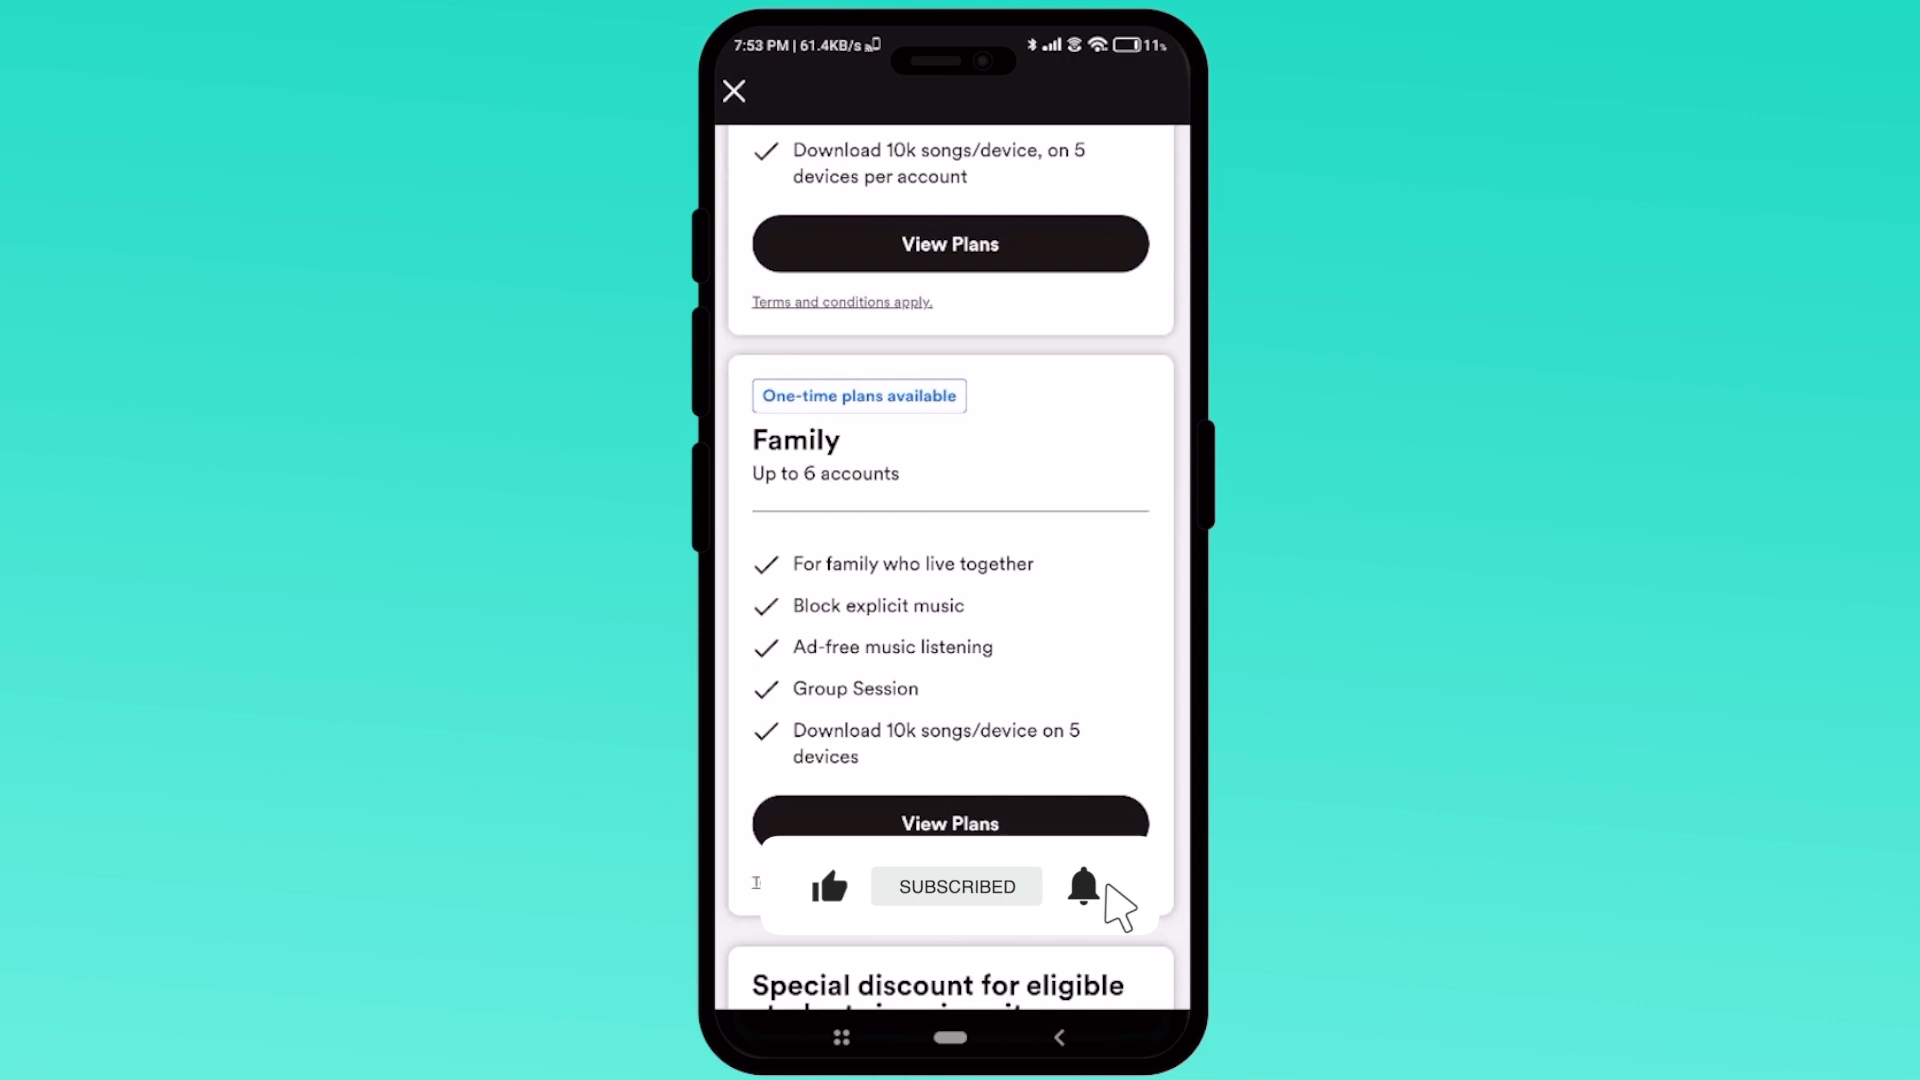 7:53 PM | 61.4KB/s
11%
Download 10k songs/device, on 5
devices per account
View Plans
Terms and conditions apply.
One-time plans available
Family
Up to 6 accounts
For family who live together
Block explicit music
Ad-free music listening
Group Session
Download 10k songs/device on 5
devices
View Plans
SUBSCRIBED
Special discount for eligible